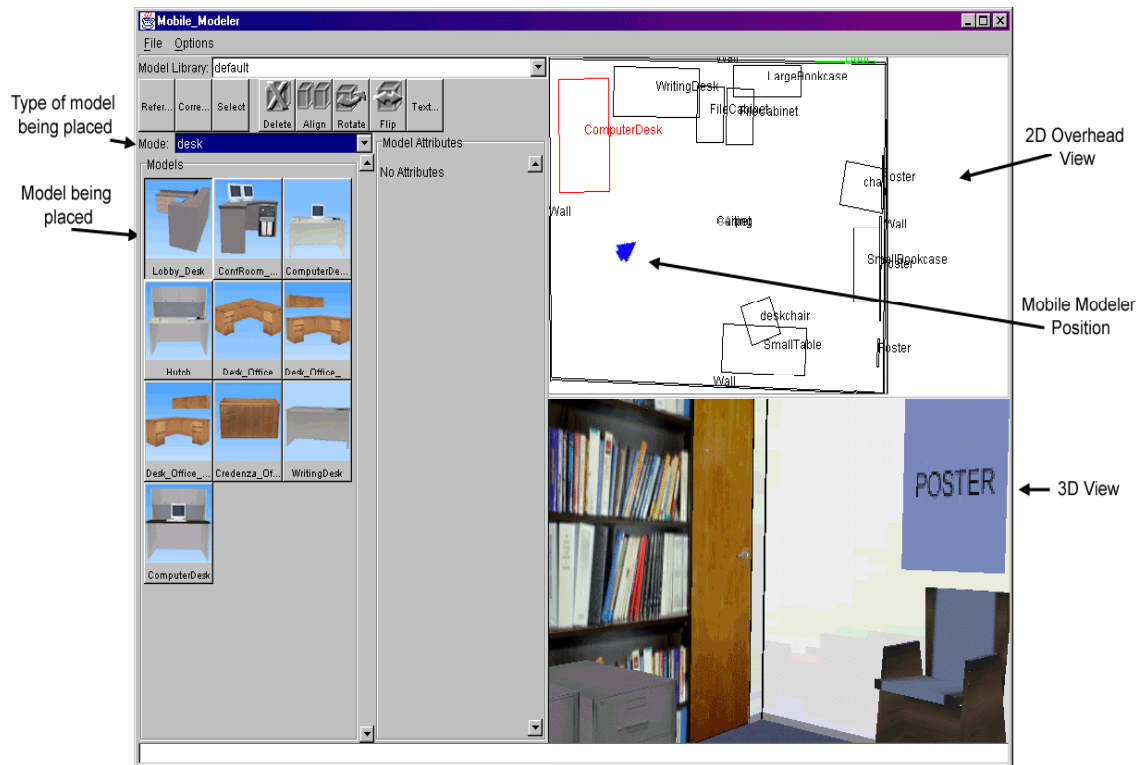 Mobile_Modeler
File Options
Model Library: default
Refer... Corre... Select Delete Align Rotate Flip Text...
Mode: desk
Models
Model Attributes
No Attributes
Lobby_Desk ConfRoom_... ComputerDe...
Hutch Desk_Office Desk_Office_
Desk_Office_... Credenza_Of... WritingDesk
ComputerDesk
Type of model
being placed
Model being
placed
Wall
WritingDesk
LargeBookcase
FileCabinet
FileCabinet
ComputerDesk
Poster
chai
Wall
Wall
SmallBookcase
Poster
deskchair
SmallTable
Poster
Wall
2D Overhead
View
Mobile Modeler
Position
POSTER
3D View